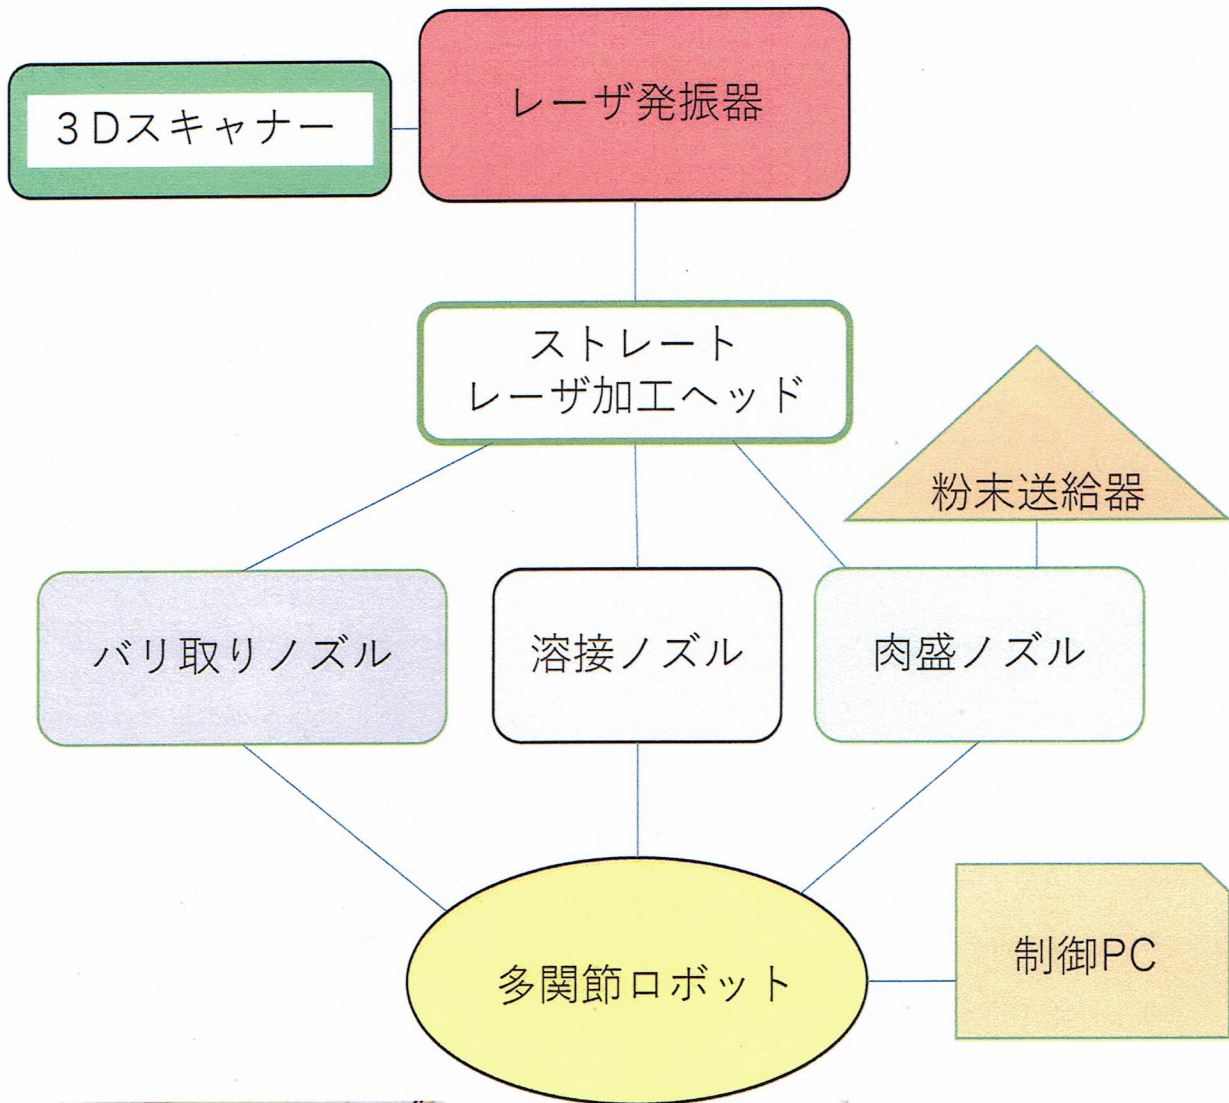 レーザ発振器
３Dスキャナー
ストレート
レーザ加工ヘッド
粉末送給器
バリ取りノズル
溶接ノズル
肉盛ノズル
多関節ロボット
制御PC